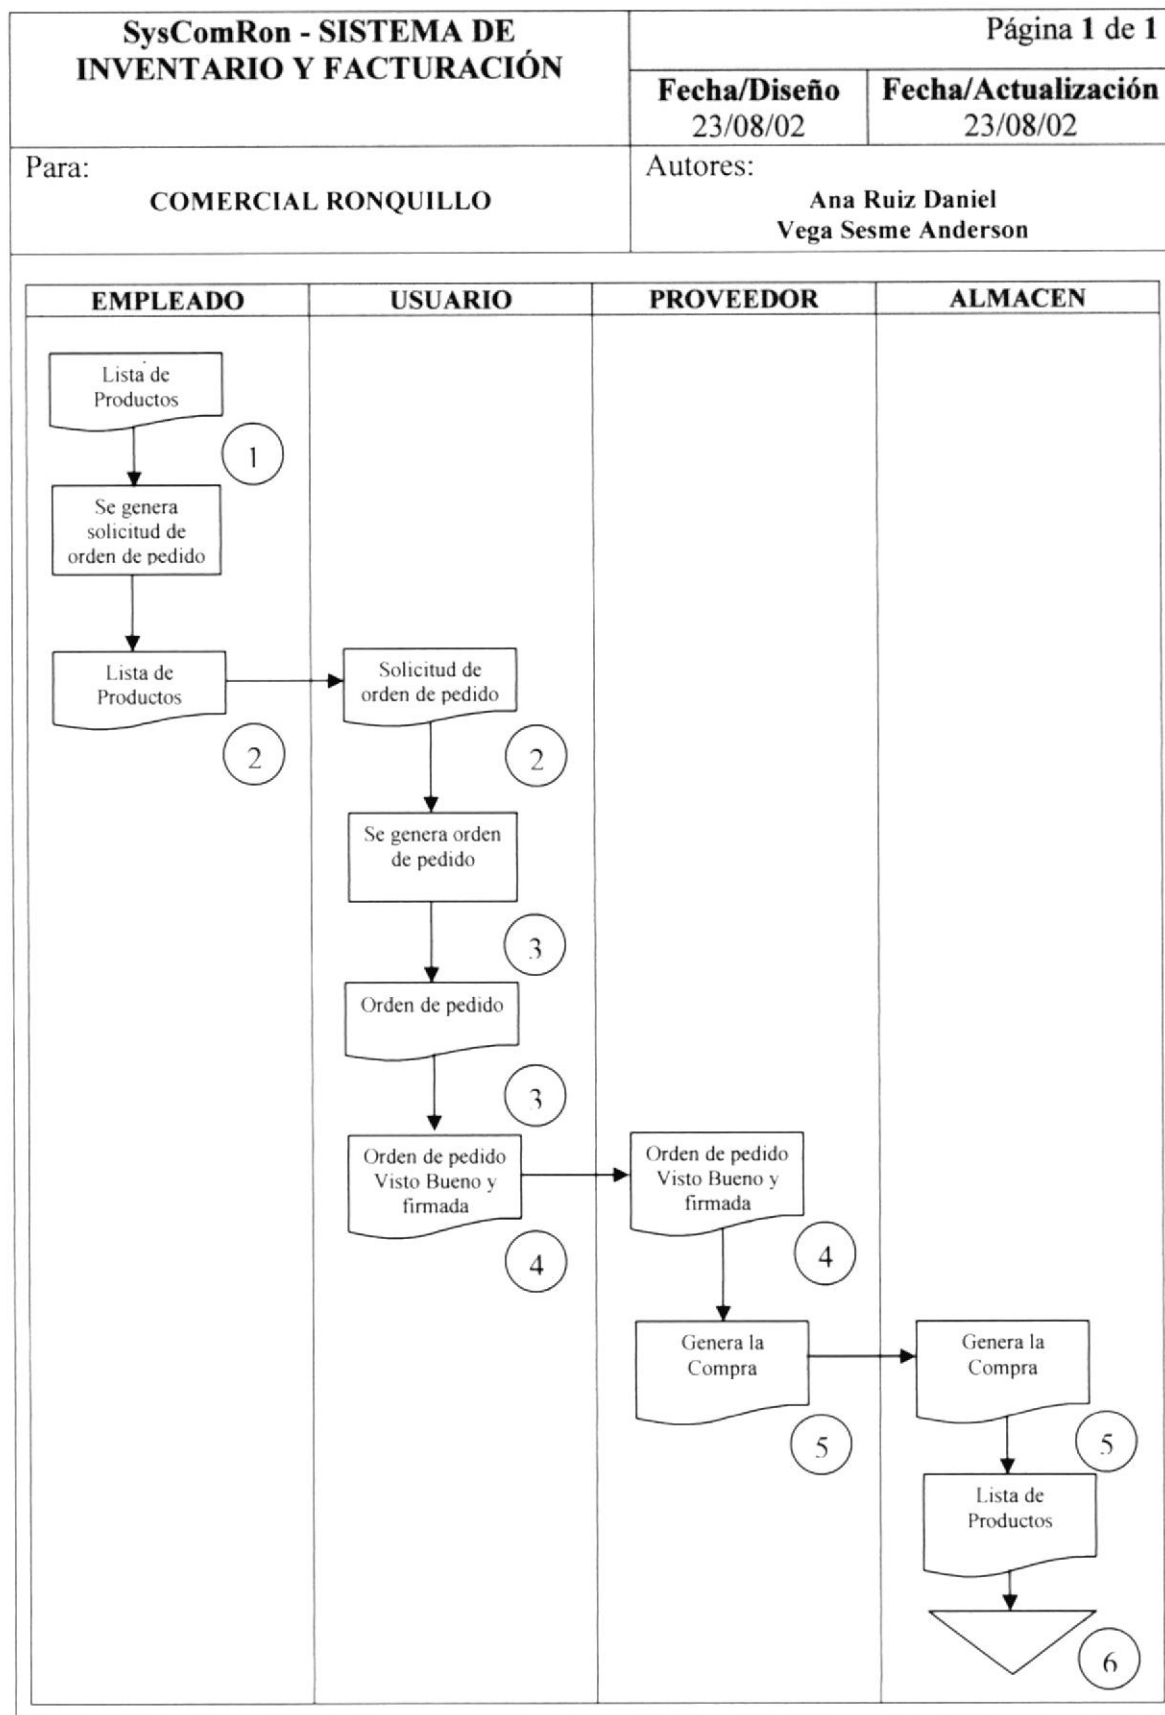 SysComRon - SISTEMA DE
INVENTARIO Y FACTURACIÓN
Página 1 de 1
Fecha/Diseño
23/08/02
Fecha/Actualización
23/08/02
Para:
COMERCIAL RONQUILLO
Autores:
Ana Ruiz Daniel
Vega Sesme Anderson
EMPLEADO
USUARIO
PROVEEDOR
ALMACEN
Lista de
Productos
1
Se genera
solicitud de
orden de pedido
Lista de
Productos
2
Solicitud de
orden de pedido
2
Se genera orden
de pedido
3
Orden de pedido
3
Orden de pedido
Visto Bueno y
firmada
4
Orden de pedido
Visto Bueno y
firmada
4
Genera la
Compra
5
Genera la
Compra
5
Lista de
Productos
6